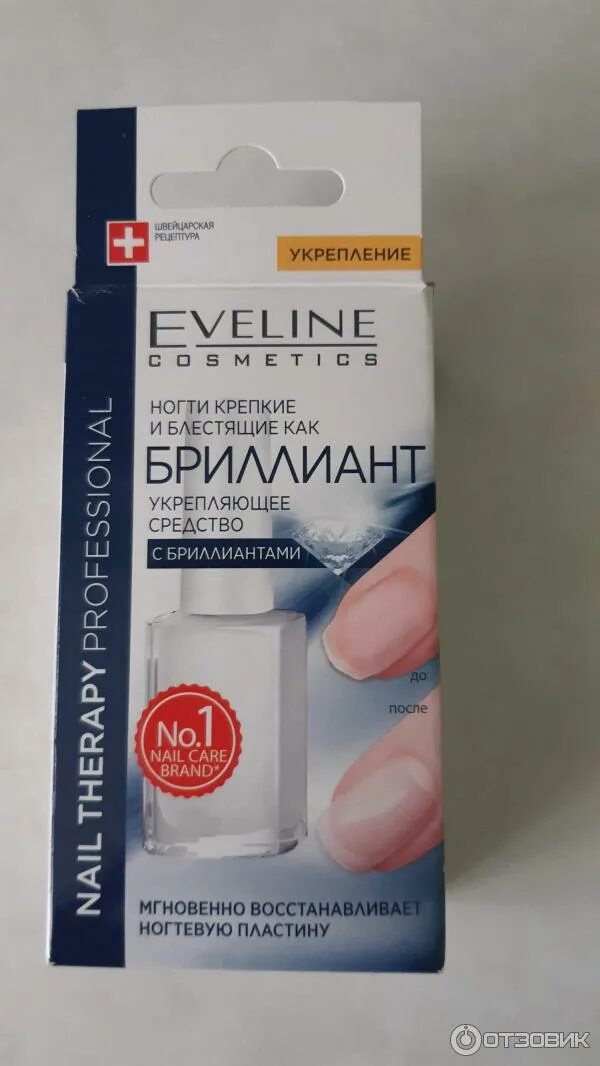 ШВЕЙЦАРСКАЯ
РЕЦЕПТУРА
УКРЕПЛЕНИЕ
EVELINE
COSMETICS
НОГТИ КРЕПКИЕ
И БЛЕСТЯЩИЕ КАК
БРИЛЛИАНТ
УКРЕПЛЯЮЩЕЕ
СРЕДСТВО
С БРИЛЛИАНТАМИ
до
после
No.1
NAIL CARE
BRAND*
NAIL THERAPY PROFESSIONAL
МГНОВЕННО ВОССТАНАВЛИВАЕТ
НОГТЕВУЮ ПЛАСТИНУ
ОТЗОВИК